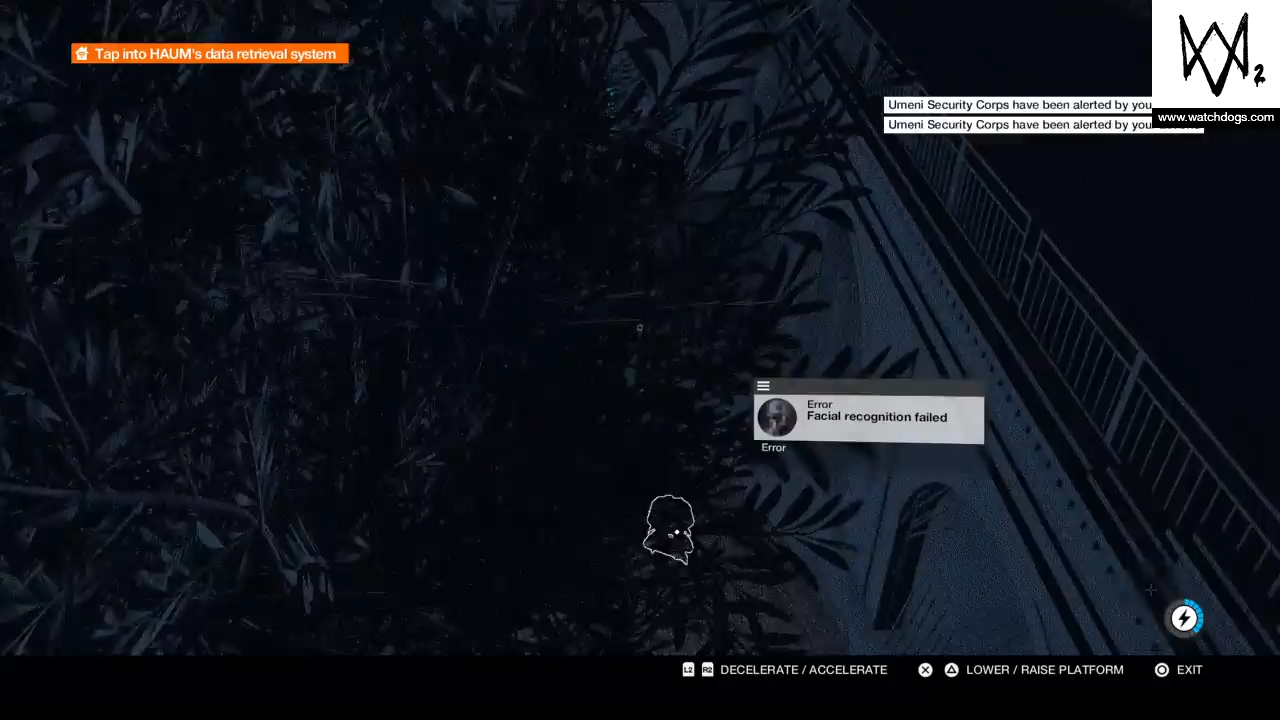 Tap into HAUM's data retrieval system
2
Umeni Security Corps have been alerted by you
Umeni Security Corps have been alerted by you
www.watchdogs.com
Error
Facial recognition failed
Error
L2 R2 DECELERATE / ACCELERATE LOWER / RAISE PLATFORM EXIT